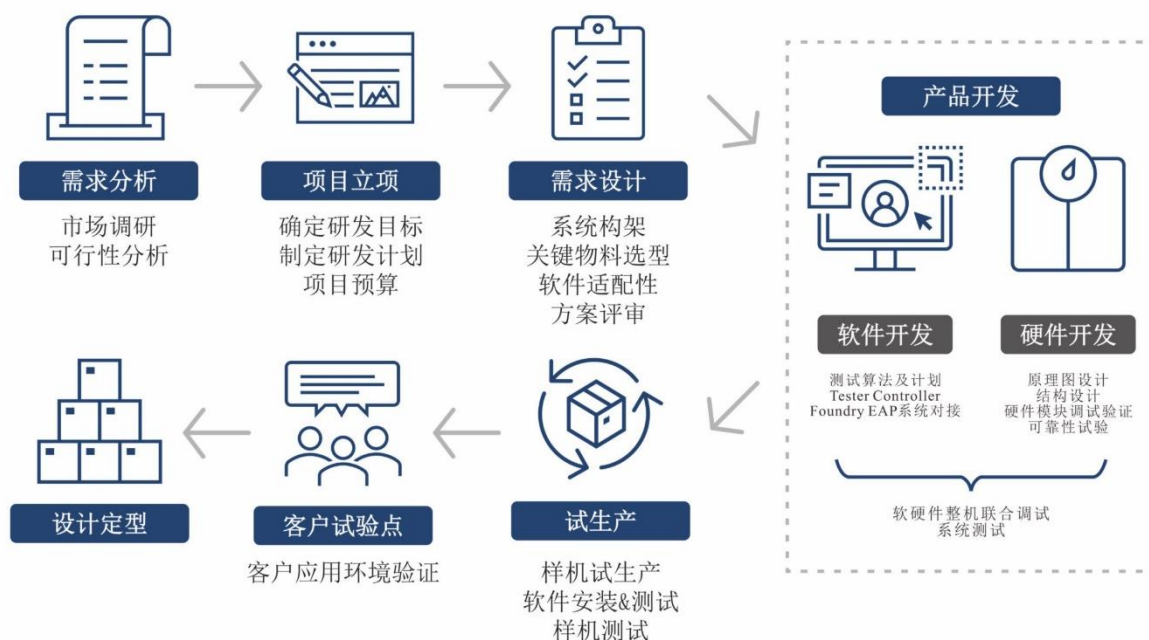 需求分析
市场调研
可行性分析
项目立项
确定研发目标
制定研发计划
项目预算
需求设计
系统构架
关键物料选型
软件适配性
方案评审
产品开发
软件开发
测试算法及计划
Tester Controller
Foundry EAP系统对接
硬件开发
原理图设计
结构设计
硬件模块调试验证
可靠性试验
软硬件整机联合调试
系统测试
试生产
样机试生产
软件安装&测试
样机测试
客户试验点
客户应用环境验证
设计定型